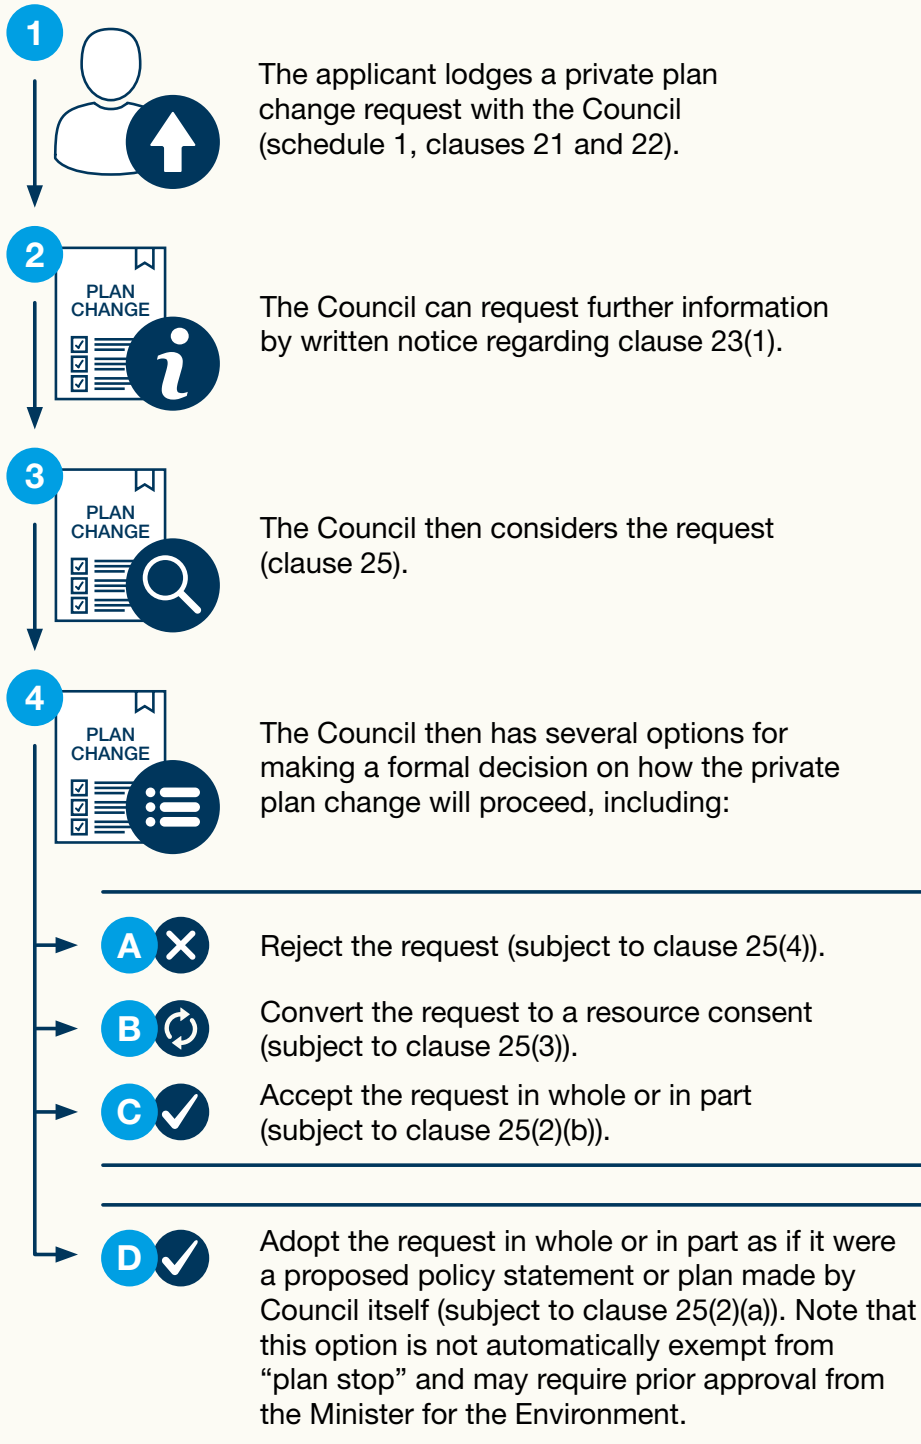 1
The applicant lodges a private plan
change request with the Council
(schedule 1, clauses 21 and 22).
2
PLAN
CHANGE
i
The Council can request further information
by written notice regarding clause 23(1).
3
PLAN
CHANGE
The Council then considers the request
(clause 25).
4
PLAN
CHANGE
The Council then has several options for
making a formal decision on how the private
plan change will proceed, including:
A
Reject the request (subject to clause 25(4)).
B
Convert the request to a resource consent
(subject to clause 25(3)).
C
Accept the request in whole or in part
(subject to clause 25(2)(b)).
D
Adopt the request in whole or in part as if it were
a proposed policy statement or plan made by
Council itself (subject to clause 25(2)(a)). Note that
this option is not automatically exempt from
“plan stop” and may require prior approval from
the Minister for the Environment.